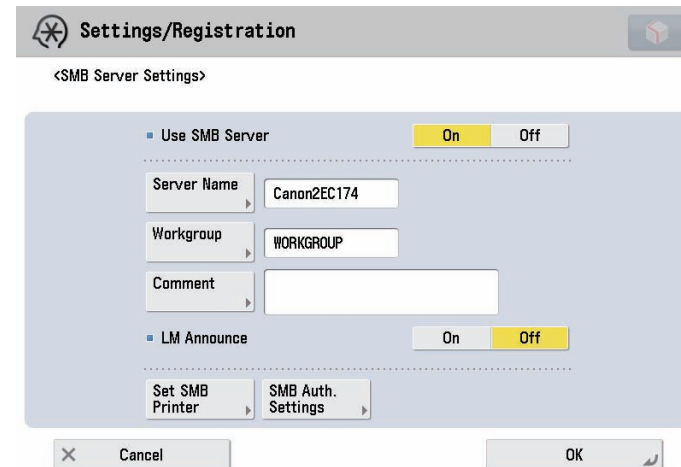 Settings/Registration
<SMB Server Settings>
Use SMB Server On Off
Server Name Canon2EC174
Workgroup WORKGROUP
Comment
LM Announce On Off
Set SMB Printer
SMB Auth. Settings
Cancel OK